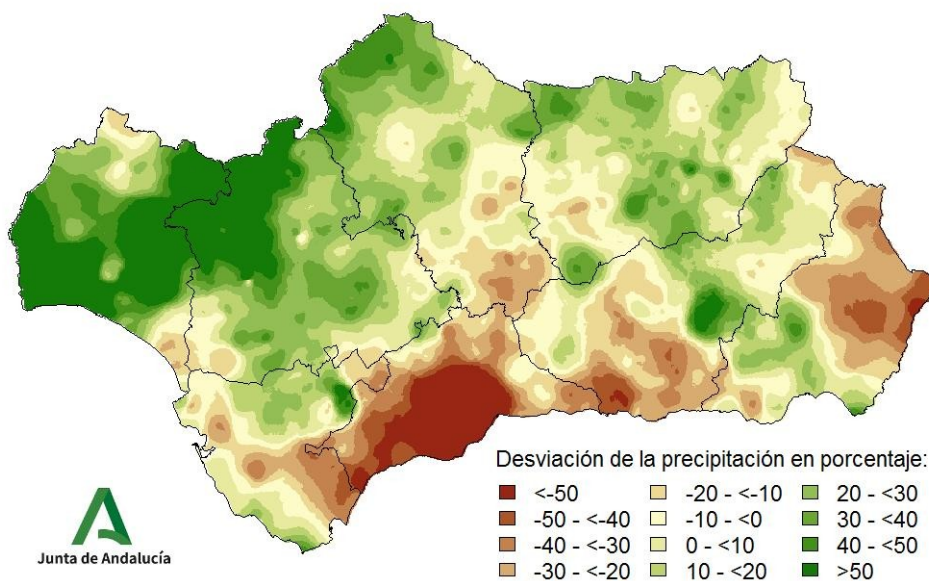 Desviación de la precipitación en porcentaje:
<-50 -20 - <-10 20 - <30
-50 - <-40 -10 - <0 30 - <40
-40 - <-30 0 - <10 40 - <50
-30 - <-20 10 - <20 >50
Junta de Andalucía